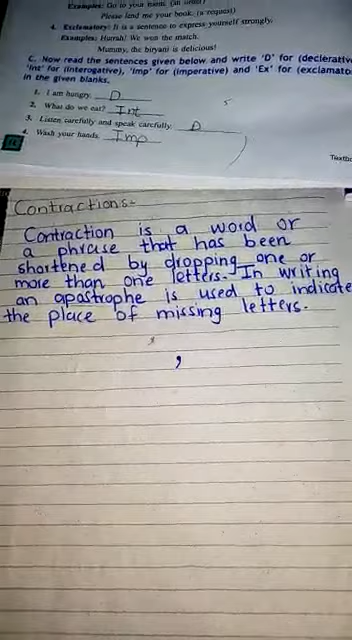 Examples: Go to your room. (an order)
Please lend me your book. (a request)
4. Exclamatory: It is a sentence to express yourself strongly.
Examples: Hurrah! We won the match.
Mummy, the biryani is delicious!
C. Now read the sentences given below and write 'D' for (declarative
'Int' for (interogative), 'Imp' for (imperative) and 'Ex' for (exclamator
in the given blanks.
1. I am hungry. D
2. What do we eat? Int
3. Listen carefully and speak carefully. D
4. Wash your hands. Imp
Textbo
Contractions:-
Contraction is a word or
a phrase that has been
shortened by dropping one or
more than one letters. In writing
an apastrophe is used to indicate
the place of missing letters.
,